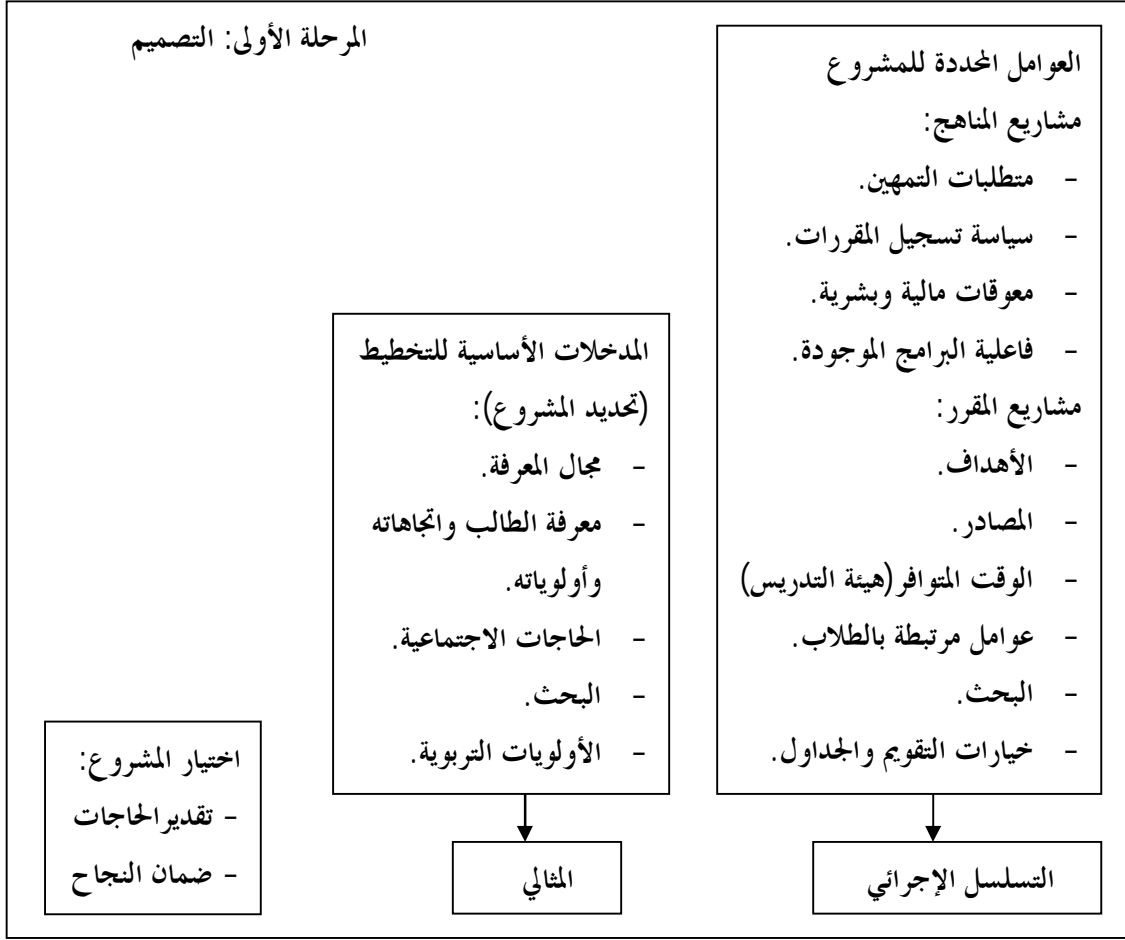 المرحلة الأولى: التصميم
العوامل المحددة للمشروع
مشاريع المناهج:
- متطلبات التمهين.
- سياسة تسجيل المقررات.
- معوقات مالية وبشرية.
- فاعلية البرامج الموجودة.
مشاريع المقرر:
- الأهداف.
- المصادر.
- الوقت المتوافر(هيئة التدريس)
- عوامل مرتبطة بالطلاب.
- البحث.
- خيارات التقويم والجداول.
التسلسل الإجرائي
المدخلات الأساسية للتخطيط
(تحديد المشروع):
- مجال المعرفة.
- معرفة الطالب واتجاهاته
وأولوياته.
- الحاجات الاجتماعية.
- البحث.
- الأولويات التربوية.
المثالي
اختيار المشروع:
- تقديرالحاجات
- ضمان النجاح